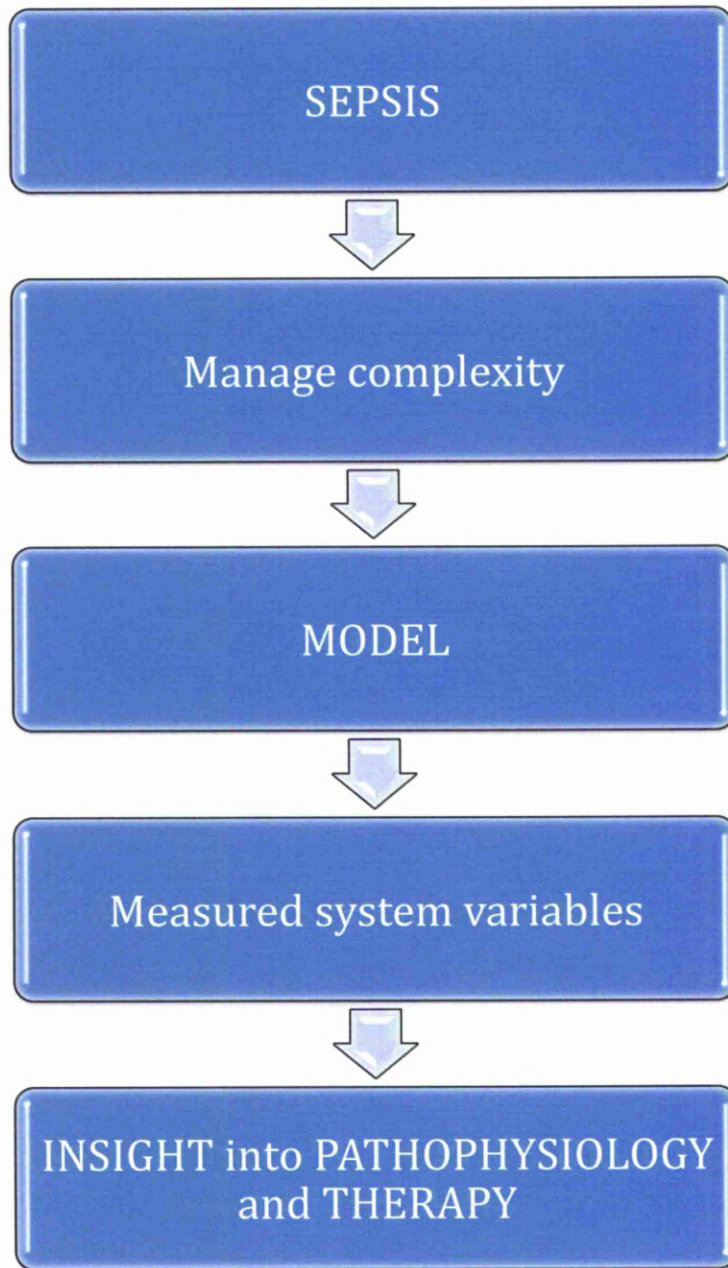 SEPSIS
Manage complexity
MODEL
Measured system variables
INSIGHT into PATHOPHYSIOLOGY
and THERAPY